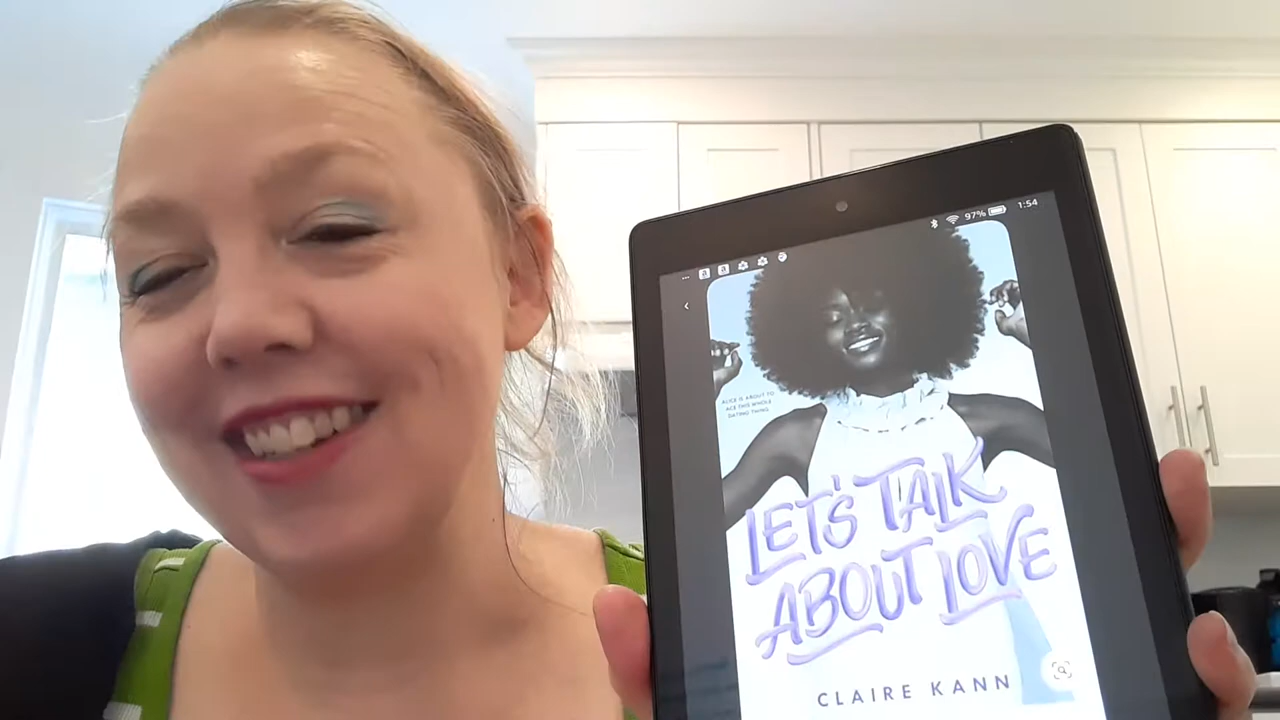 97% 1:54
ALICE IS ABOUT TO
ACE THIS WHOLE
DATING THING.
LET'S TALK
ABOUT LOVE
CLAIRE KANN